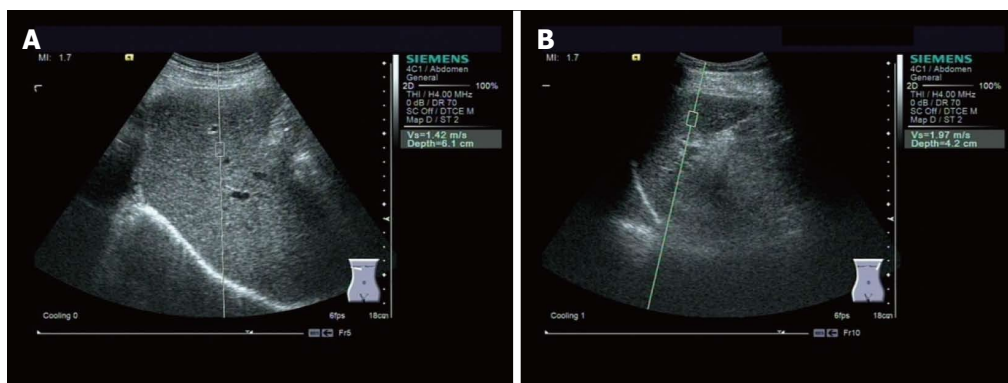 A
MI: 1.7
s
SIEMENS
4C1 / Abdomen
General
2D 100%
THI / H4.00 MHz
0 dB / DR 70
SC Off / DTCE M
Map D / ST 2
Vs=1.42 m/s
Depth=6.1 cm
Cooling 0
6fps
18cm
Fr5
B
MI: 1.7
s
SIEMENS
4C1 / Abdomen
General
2D 100%
THI / H4.00 MHz
0 dB / DR 70
SC Off / DTCE M
Map D / ST 2
Vs=1.97 m/s
Depth=4.2 cm
Cooling 1
6fps
18cm
Fr10